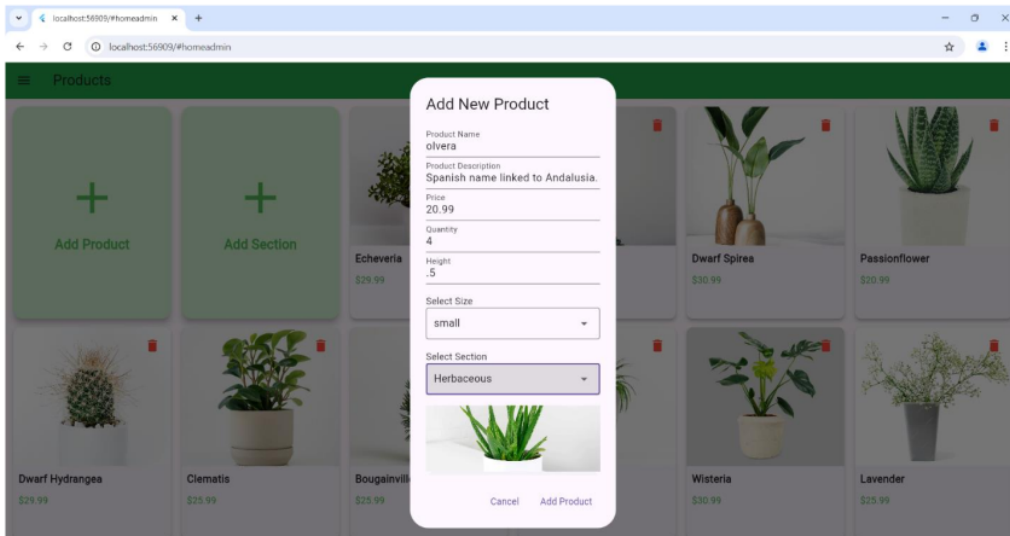 localhost:56909/#homeadmin
localhost:56909/#homeadmin
Products
Add New Product
Product Name
olvera
Product Description
Spanish name linked to Andalusia.
Price
20.99
Quantity
4
Height
.5
Select Size
small
Select Section
Herbaceous
Cancel
Add Product
Add Product
Add Section
Echeveria
$29.99
Dwarf Spirea
$30.99
Passionflower
$20.99
Dwarf Hydrangea
$29.99
Clematis
$25.99
Bougainvill
$25.99
Wisteria
$30.99
Lavender
$25.99